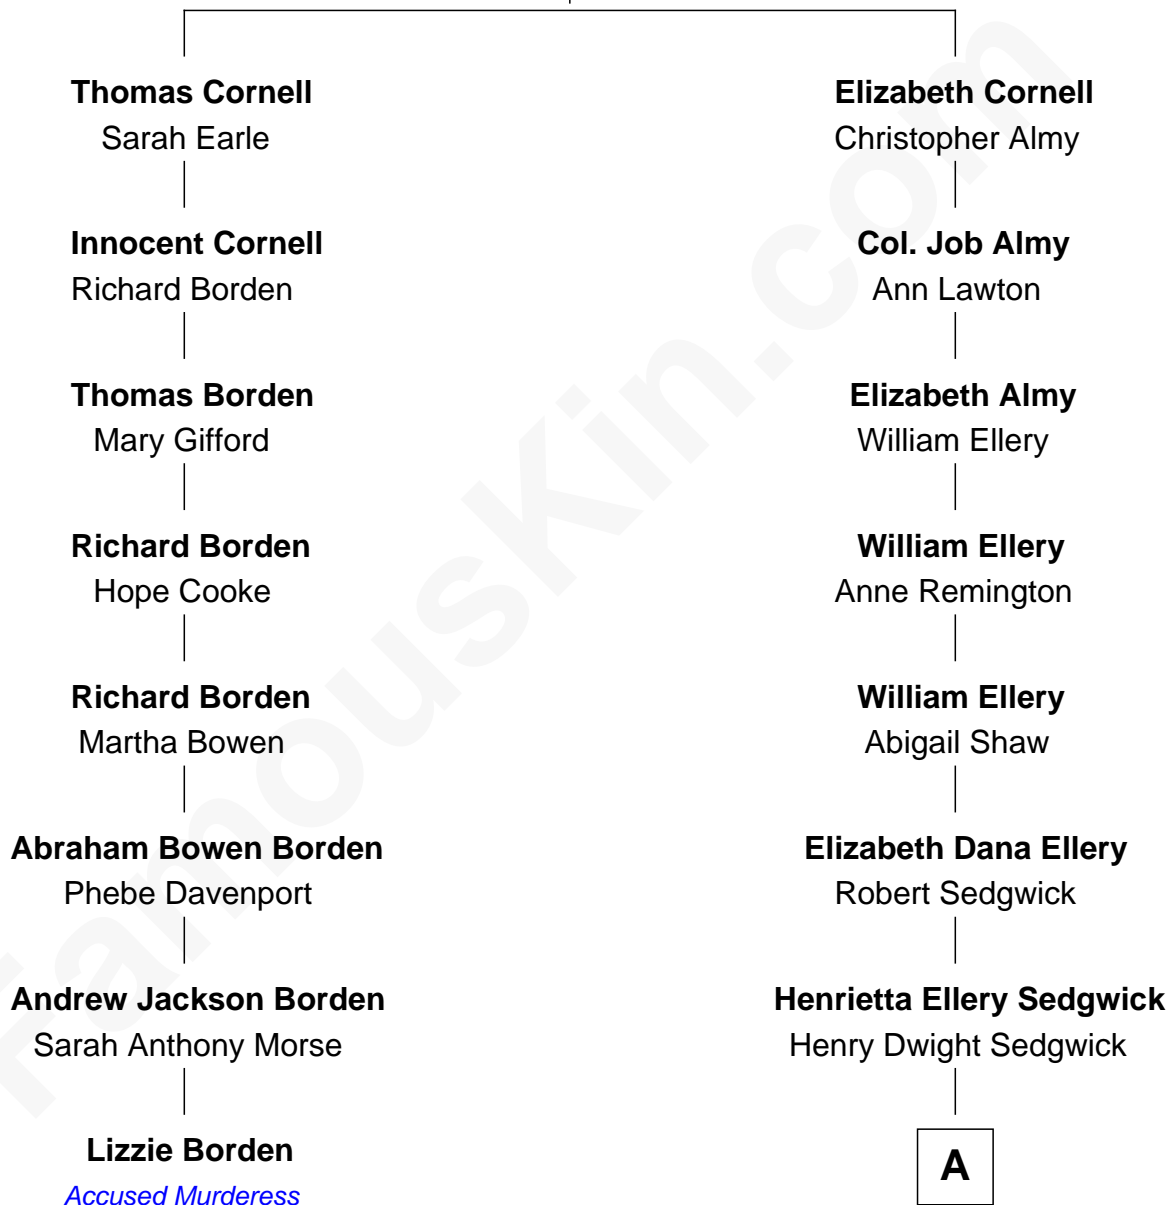 Thomas Cornell
Sarah Earle
Innocent Cornell
Richard Borden
Thomas Borden
Mary Gifford
Richard Borden
Hope Cooke
Richard Borden
Martha Bowen
Abraham Bowen Borden
Phebe Davenport
Andrew Jackson Borden
Sarah Anthony Morse
Lizzie Borden
Accused Murderess
Elizabeth Cornell
Christopher Almy
Col. Job Almy
Ann Lawton
Elizabeth Almy
William Ellery
William Ellery
Anne Remington
William Ellery
Abigail Shaw
Elizabeth Dana Ellery
Robert Sedgwick
Henrietta Ellery Sedgwick
Henry Dwight Sedgwick
A
FamousKin.com